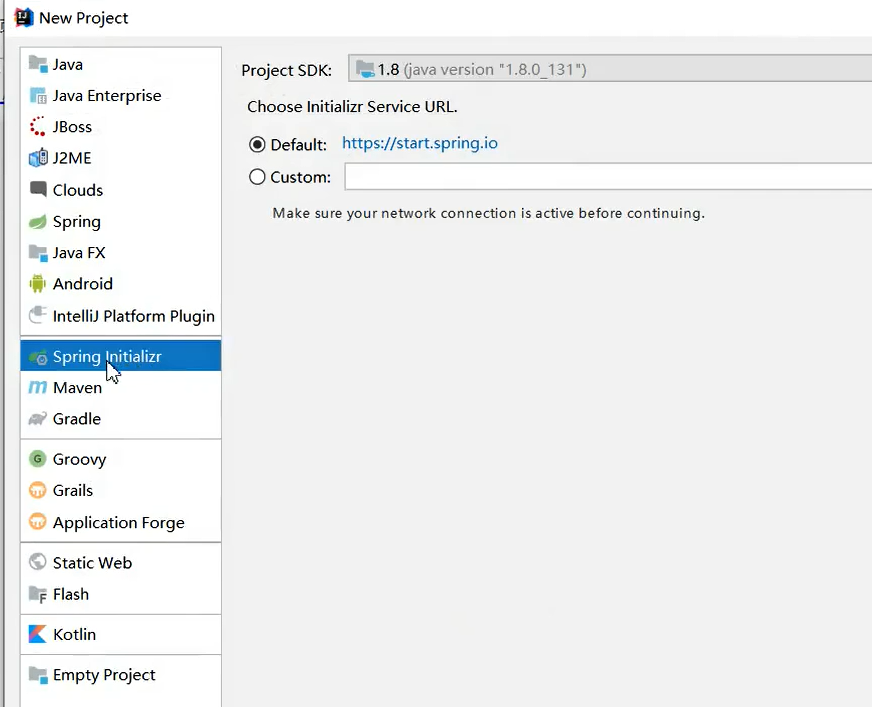 New Project
Java
Java Enterprise
JBoss
J2ME
Clouds
Spring
Java FX
Android
IntelliJ Platform Plugin
Spring Initializr
Maven
Gradle
Groovy
Grails
Application Forge
Static Web
Flash
Kotlin
Empty Project
Project SDK: 1.8 (java version "1.8.0_131")
Choose Initializr Service URL.
Default: https://start.spring.io
Custom:
Make sure your network connection is active before continuing.